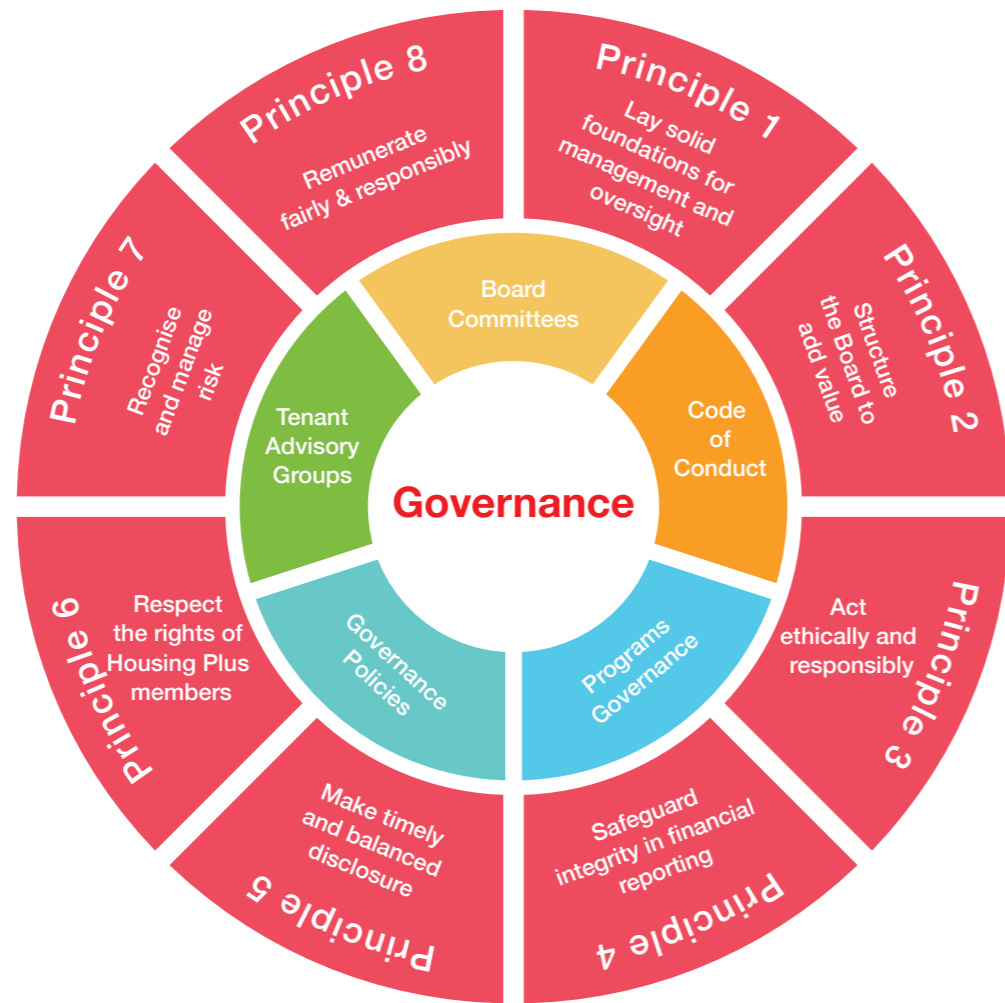 Principle 1
Lay solid
foundations for
management and
oversight
Principle 2
Structure
the Board to
add value
Principle 3
Act
ethically and
responsibly
Principle 4
Safeguard
integrity in financial
reporting
Principle 5
Make timely
and balanced
disclosure
Principle 6
Respect
the rights of
Housing Plus
members
Principle 7
Recognise
and manage
risk
Principle 8
Remunerate
fairly & responsibly
Board
Committees
Code
of
Conduct
Programs
Governance
Governance
Policies
Tenant
Advisory
Groups
Governance